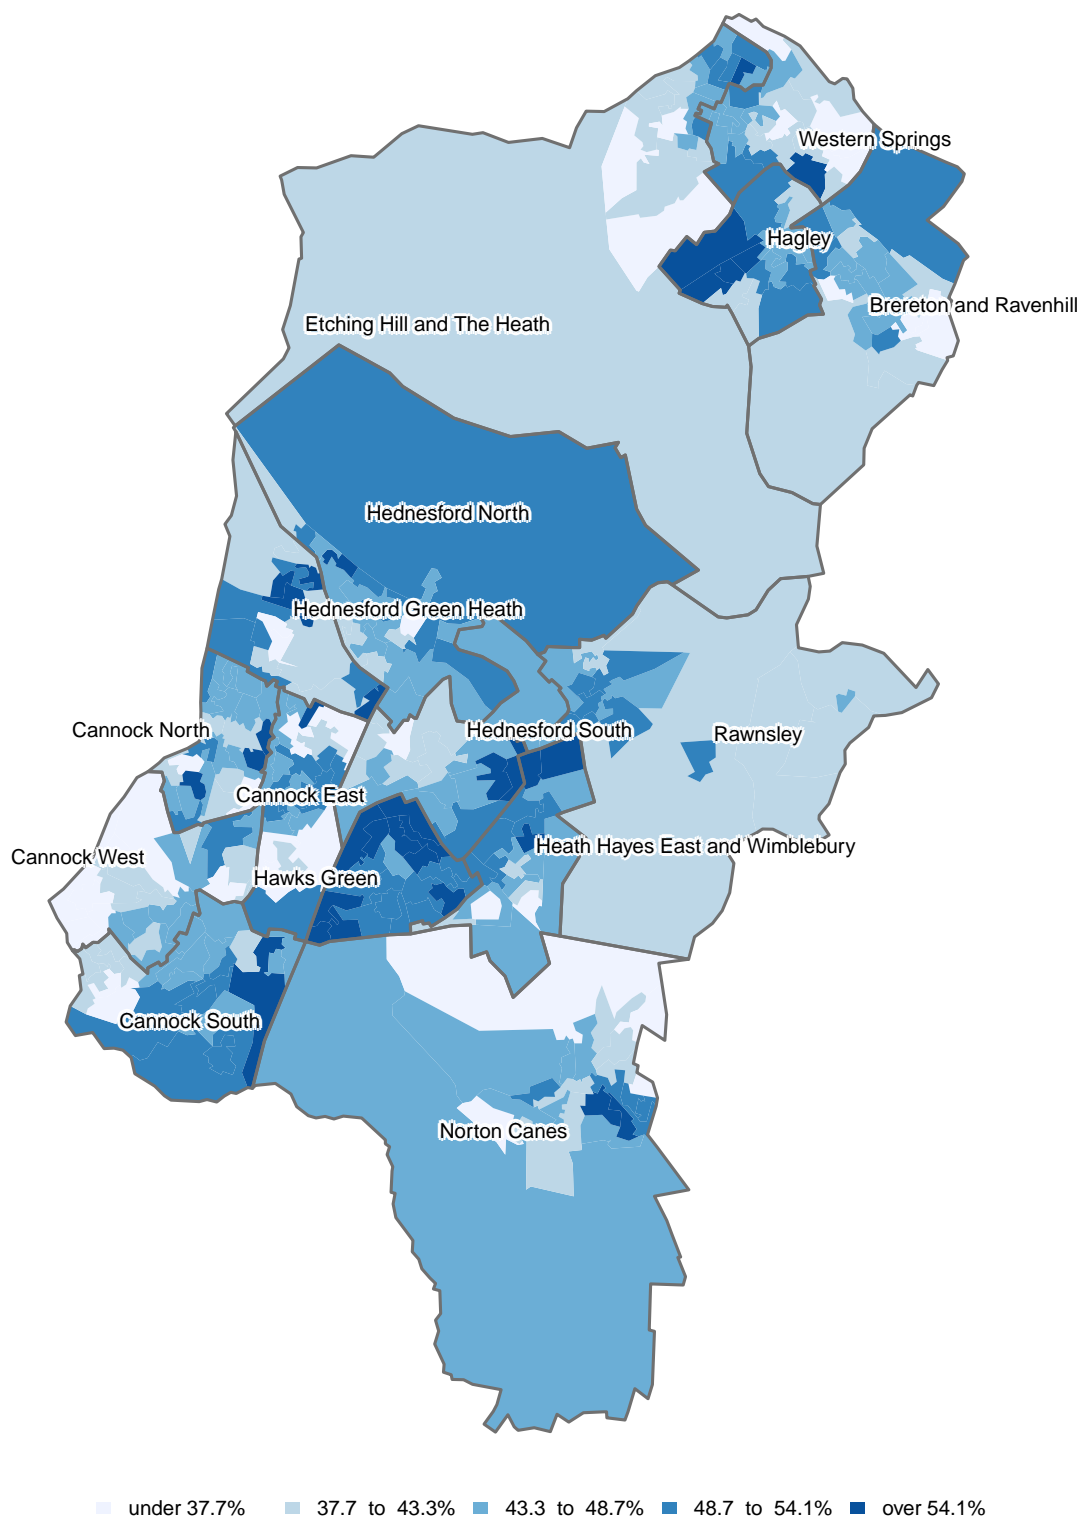 Western Springs
Hagley
Brereton and Ravenhill
Etching Hill and The Heath
Hednesford North
Hednesford Green Heath
Cannock North
Hednesford South
Rawnsley
Cannock East
Heath Hayes East and Wimblebury
Cannock West
Hawks Green
Cannock South
Norton Canes
under 37.7% 37.7 to 43.3% 43.3 to 48.7% 48.7 to 54.1% over 54.1%